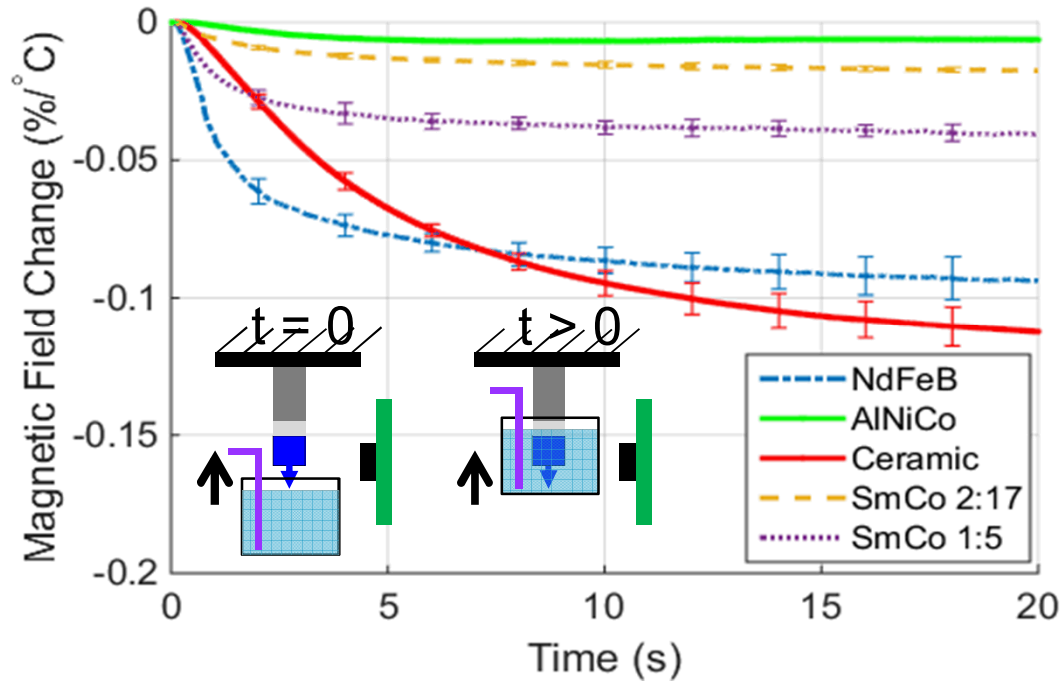 Magnetic Field Change (%/°C)
0
-0.05
-0.1
-0.15
-0.2
t = 0
t > 0
NdFeB
AlNiCo
Ceramic
SmCo 2:17
SmCo 1:5
0
5
10
15
20
Time (s)